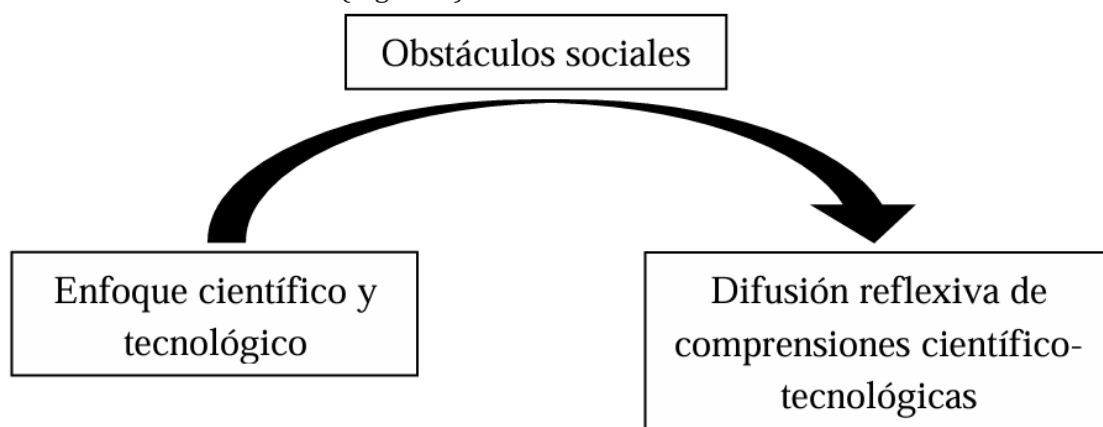 Obstáculos sociales
Enfoque científico y
tecnológico
Difusión reflexiva de
comprensiones científico-
tecnológicas